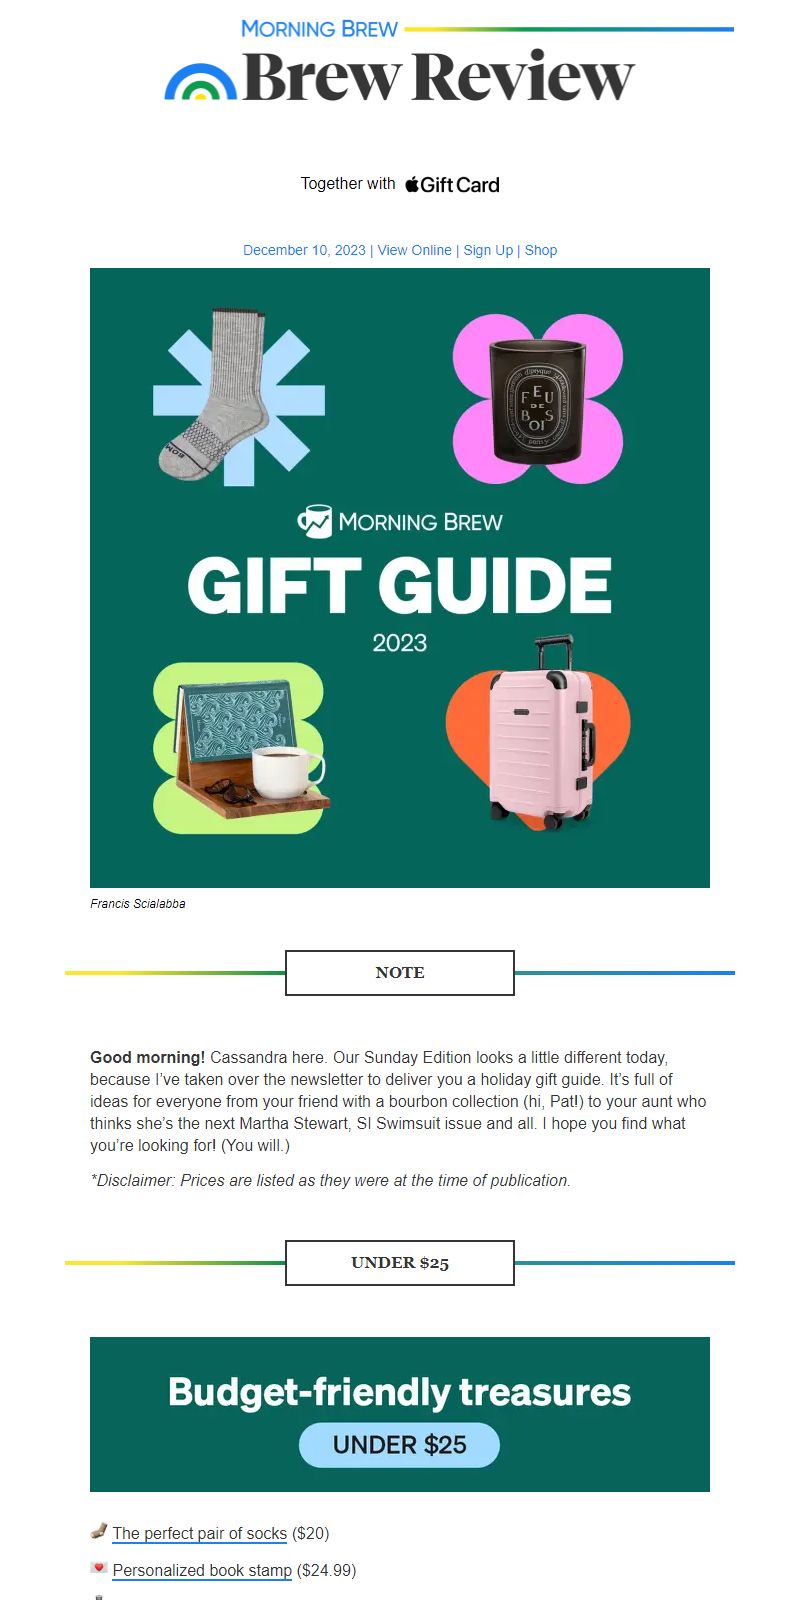 MORNING BREW
Brew Review
Together with Gift Card
December 10, 2023 | View Online | Sign Up | Shop
BOM
diptyque
FEU
DE
BOIS
paris
MORNING BREW
GIFT GUIDE
2023
Francis Scialabba
NOTE
Good morning! Cassandra here. Our Sunday Edition looks a little different today,
because I’ve taken over the newsletter to deliver you a holiday gift guide. It’s full of
ideas for everyone from your friend with a bourbon collection (hi, Pat!) to your aunt who
thinks she’s the next Martha Stewart, SI Swimsuit issue and all. I hope you find what
you’re looking for! (You will.)
*Disclaimer: Prices are listed as they were at the time of publication.
UNDER $25
Budget-friendly treasures
UNDER $25
The perfect pair of socks ($20)
Personalized book stamp ($24.99)